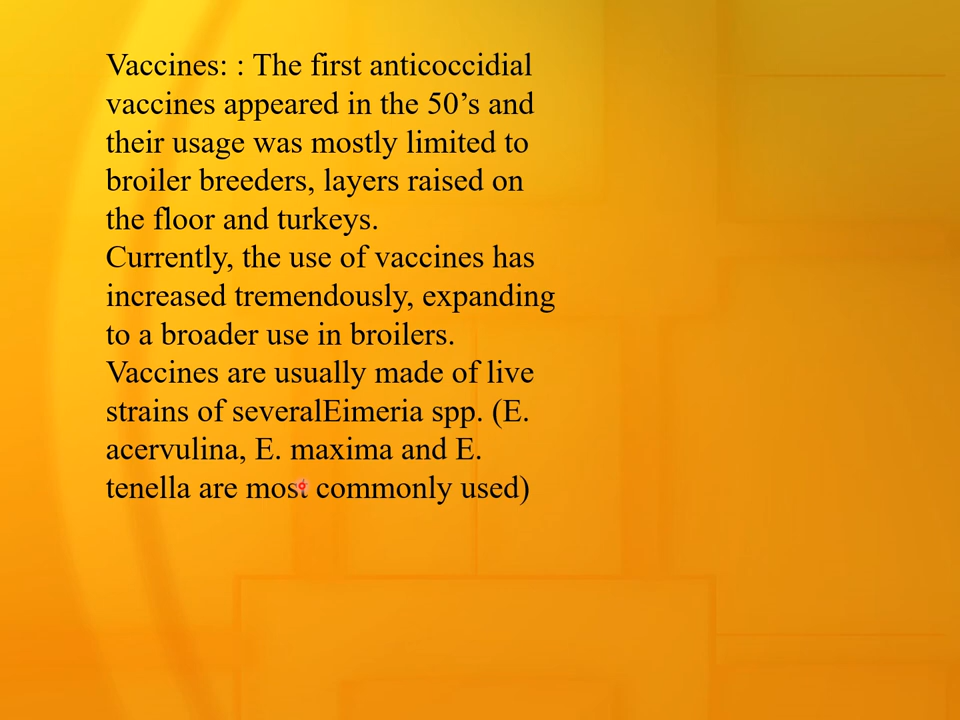 Vaccines: : The first anticoccidial
vaccines appeared in the 50’s and
their usage was mostly limited to
broiler breeders, layers raised on
the floor and turkeys.
Currently, the use of vaccines has
increased tremendously, expanding
to a broader use in broilers.
Vaccines are usually made of live
strains of severalEimeria spp. (E.
acervulina, E. maxima and E.
tenella are most commonly used)